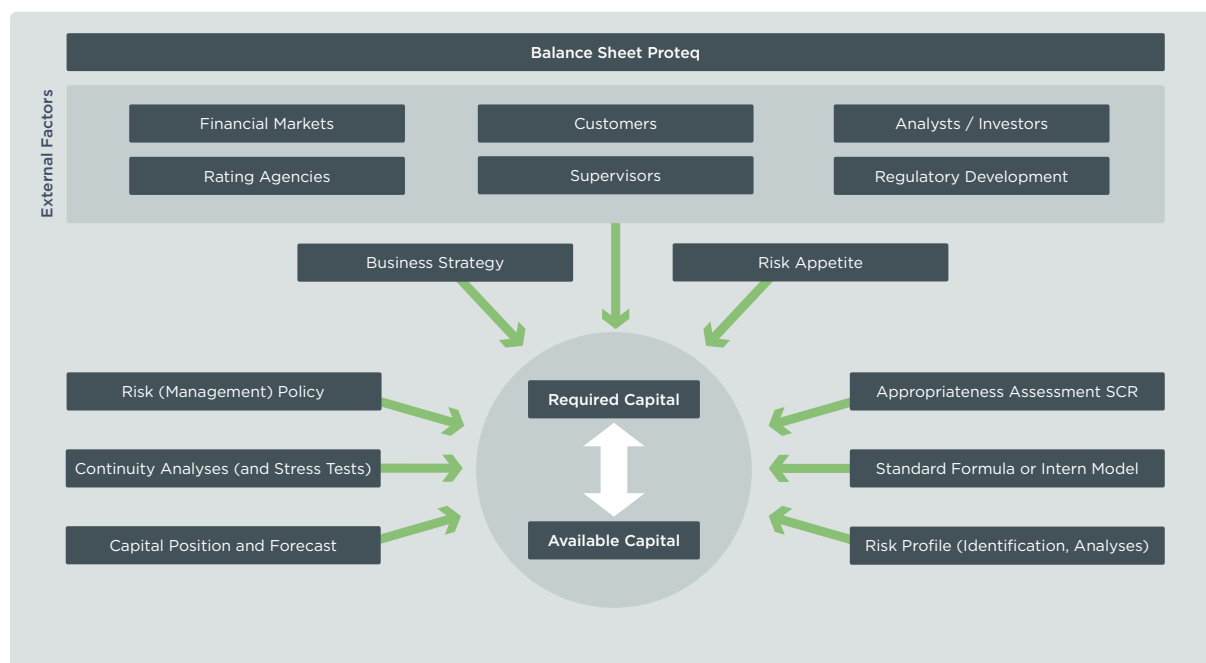 Balance Sheet Proteq
External Factors
Financial Markets
Customers
Analysts / Investors
Rating Agencies
Supervisors
Regulatory Development
Business Strategy
Risk Appetite
Risk (Management) Policy
Required Capital
Appropriateness Assessment SCR
Continuity Analyses (and Stress Tests)
Standard Formula or Intern Model
Capital Position and Forecast
Available Capital
Risk Profile (Identification, Analyses)